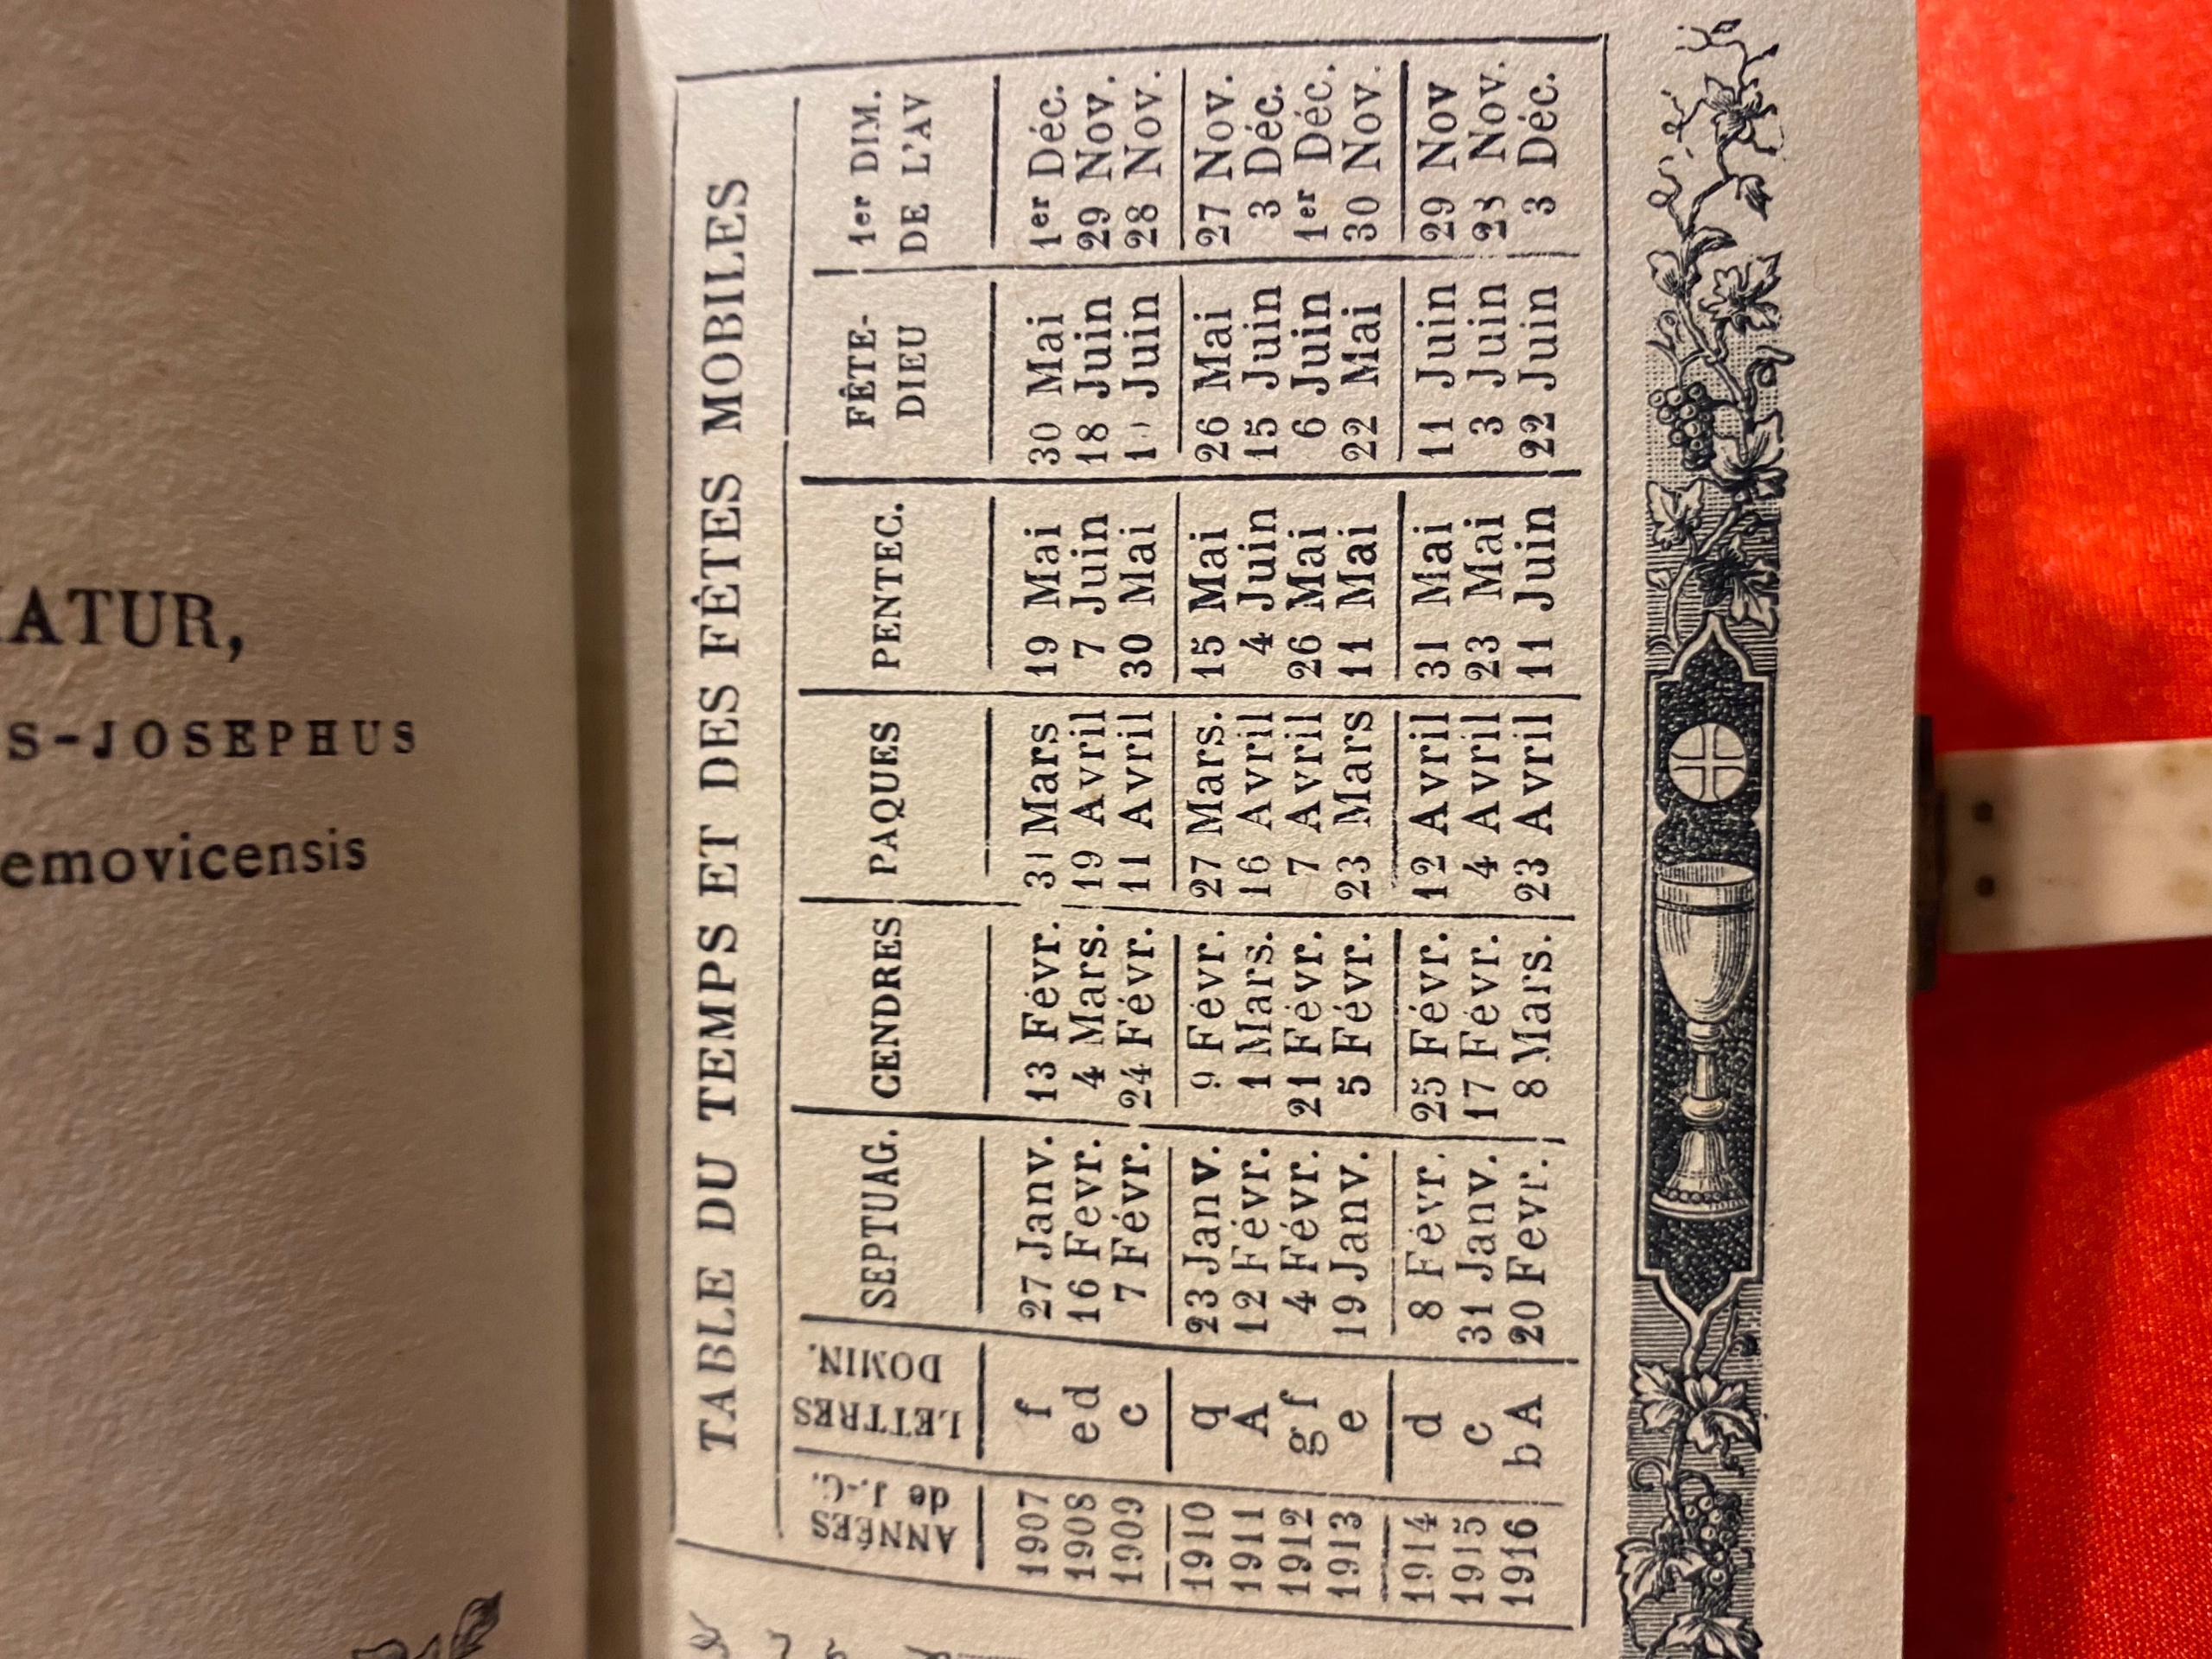 ATUR,
S-JOSEPHUS
emovicensis
TABLE DU TEMPS ET DES FÊTES MOBILES
ANNÉES de J.-C. LETTRES DOMIN. SEPTUAG. CENDRES PAQUES PENTEC. FÊTE-DIEU 1er DIM. DE L'AV
1907 f 27 Janv. 13 Févr. 31 Mars 19 Mai 30 Mai 1er Déc.
1908 ed 16 Fevr. 4 Mars. 19 Avril 7 Juin 18 Juin 29 Nov.
1909 c 7 Févr. 24 Févr. 11 Avril 30 Mai Juin 28 Nov.
1910 q 23 Janv. 9 Févr. 27 Mars. 15 Mai 26 Mai 27 Nov.
1911 A 12 Févr. 1 Mars. 16 Avril 4 Juin 15 Juin 3 Déc.
1912 g f 4 Févr. 21 Févr. 7 Avril 26 Mai 6 Juin 1er Déc.
1913 e 19 Janv. 5 Févr. 23 Mars 11 Mai 22 Mai 30 Nov.
1914 d 8 Févr. 25 Févr. 12 Avril 31 Mai 11 Juin 29 Nov
1915 c 31 Janv. 17 Févr. 4 Avril 23 Mai 3 Juin Nov.
1916 b A 20 Fevr. 8 Mars. 23 Avril 11 Juin 22 Juin 3 Déc.